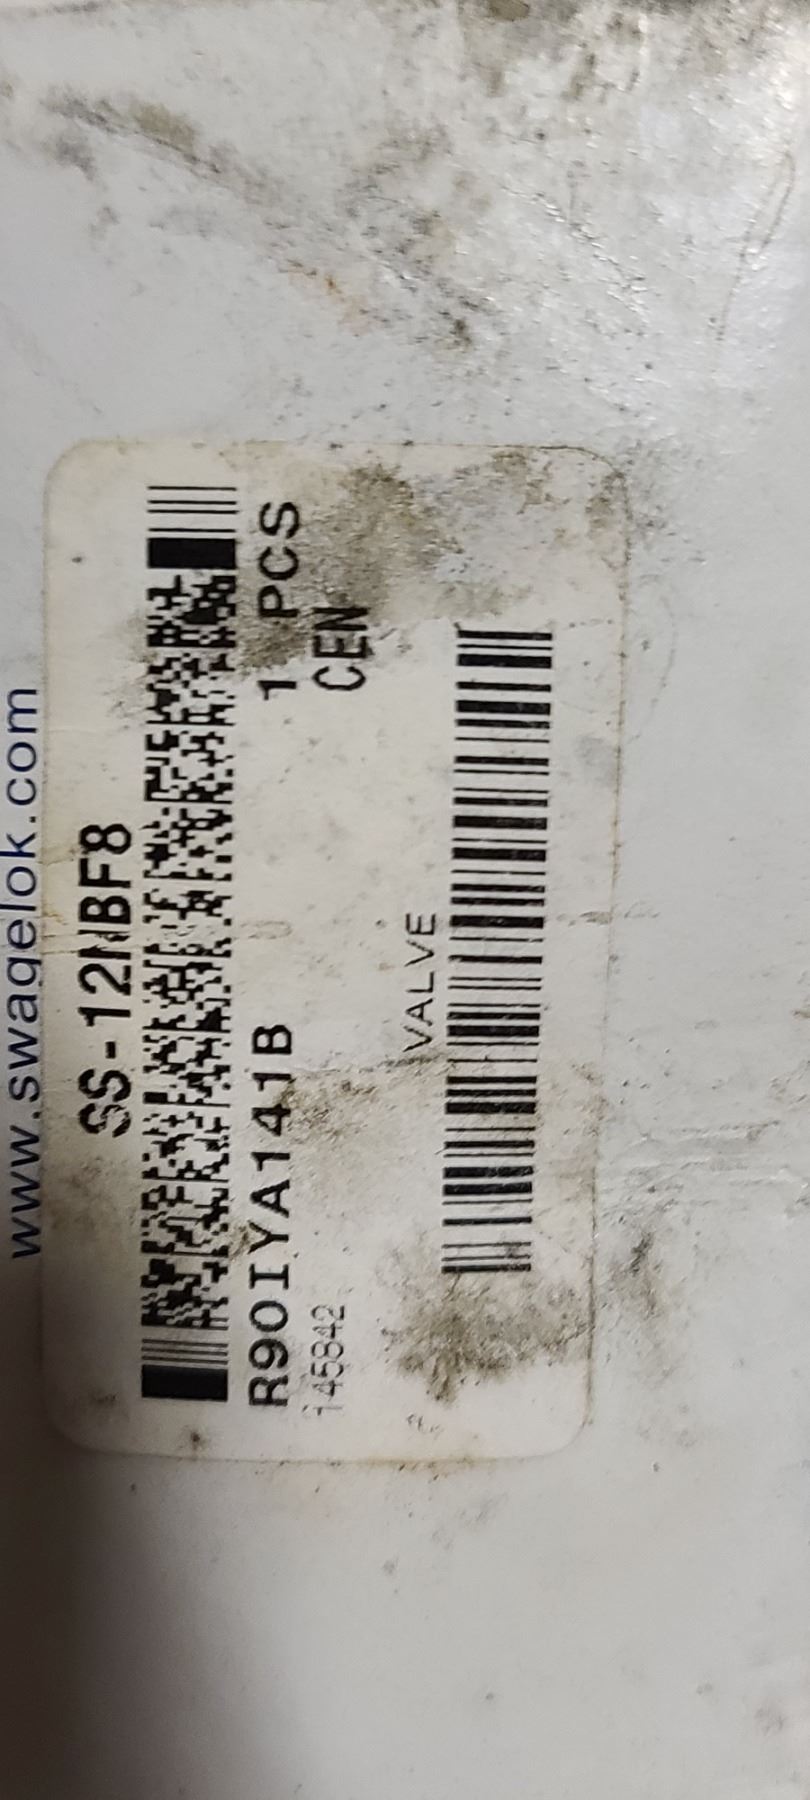 www.swagelok.com
SS-12NBF8
R90IYA141B 1 PCS
145842 CEN
VALVE